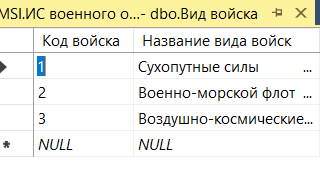 MSI.ИС военного о...- dbo.Вид войска
Код войска Название вида войск
1 Сухопутные силы ...
2 Военно-морской флот ...
3 Воздушно-космические...
* NULL NULL